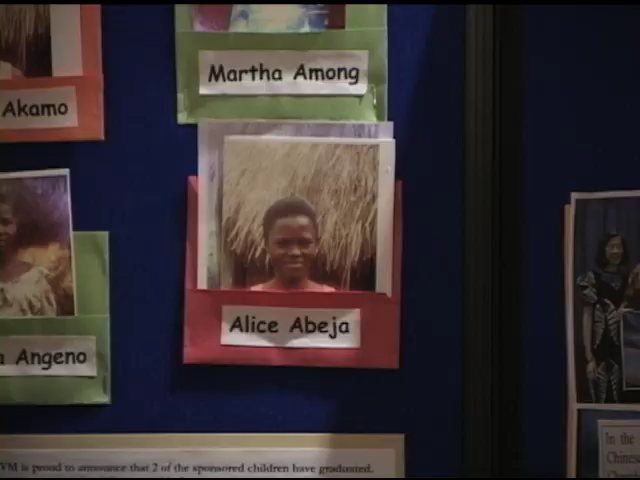 Martha Among
Akamo
Alice Abeja
Angeno
VM is proud to announce that 2 of the sponsored children have graduated.
In the
Chinese